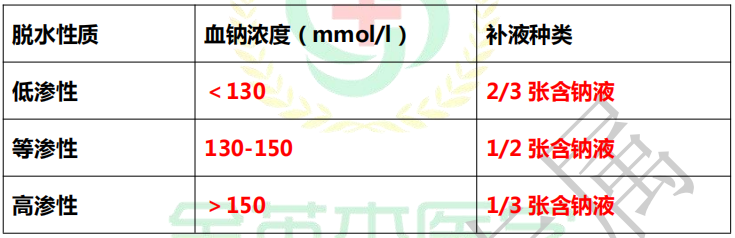 脱水性质 血钠浓度（mmol/l） 补液种类
低渗性 ＜130 2/3 张含钠液
等渗性 130-150 1/2 张含钠液
高渗性 ＞150 1/3 张含钠液